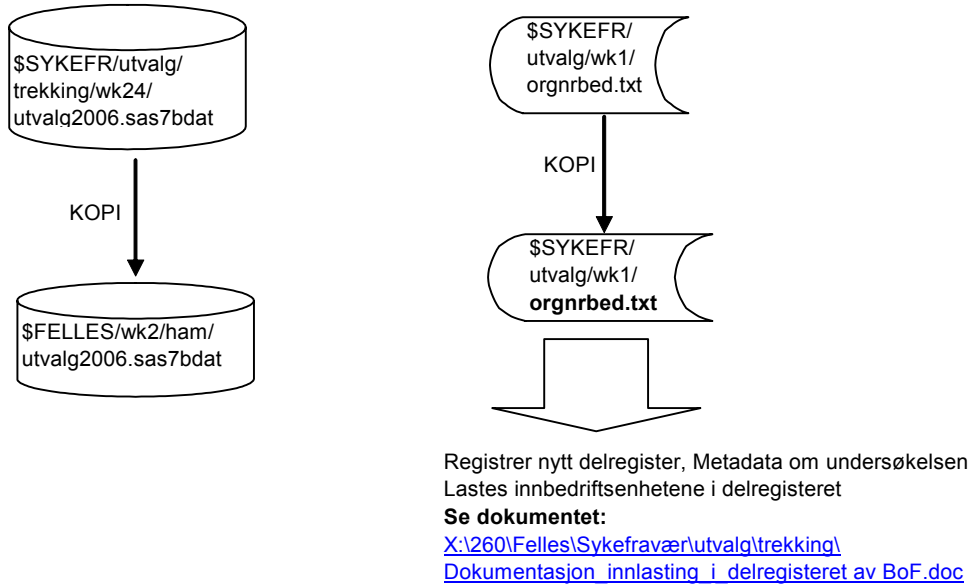 $SYKEFR/utvalg/
trekking/wk24/
utvalg2006.sas7bdat
KOPI
$FELLES/wk2/ham/
utvalg2006.sas7bdat
$SYKEFR/
utvalg/wk1/
orgnrbed.txt
KOPI
$SYKEFR/
utvalg/wk1/
orgnrbed.txt
Registrer nytt delregister, Metadata om undersøkelsen
Lastes innbedriftsenhetene i delregisteret
Se dokumentet:
X:\260\Felles\Sykefravær\utvalg\trekking\
Dokumentasjon_innlasting_i_delregisteret av BoF.doc